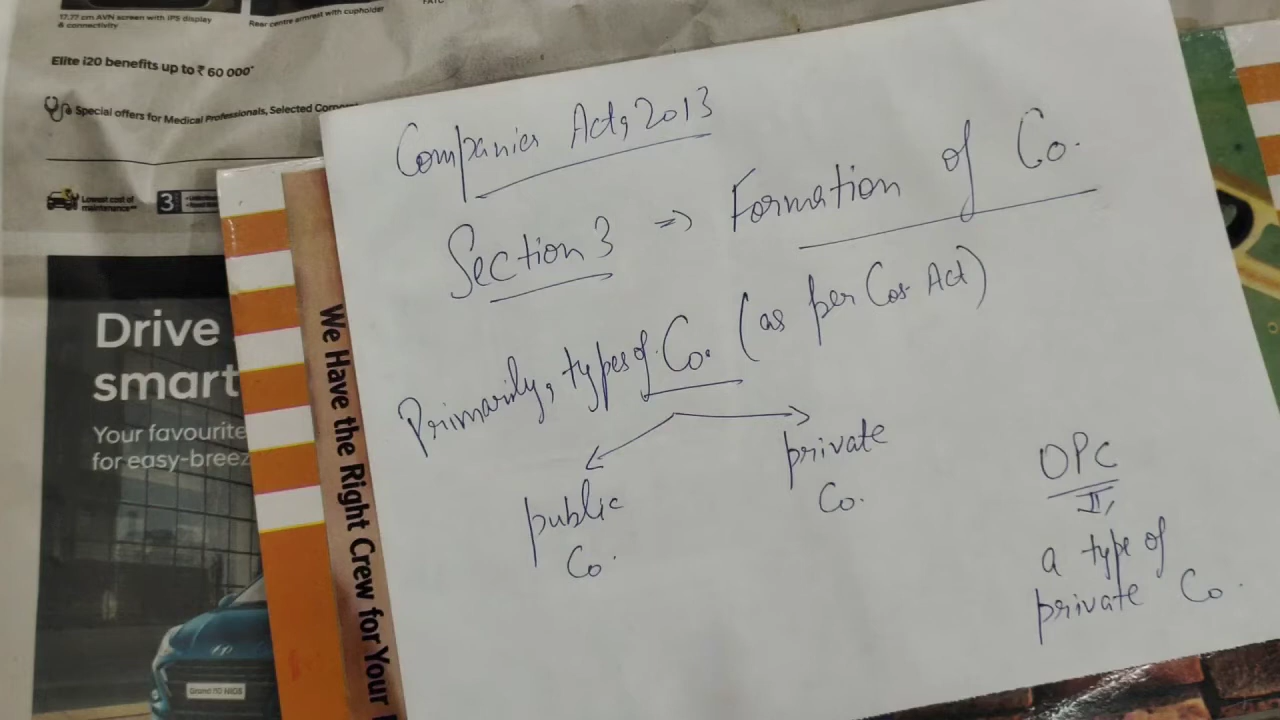 17.77 cm AVN screen with IPS display
& connectivity
Rear centre armrest with cupholder
Elite i20 benefits up to ₹ 60 000*
Special offers for Medical Professionals, Selected
Lowest cost of
maintenance**
3
Drive
smart
Your favourite
for easy-breez
Grand i10 NIOS
We Have the Right Crew for Your
Companies Act, 2013
Section 3 => Formation of Co.
Primarily, types of Co. (as per Cos Act)
public
Co.
private
Co.
OPC
a type of
private Co.